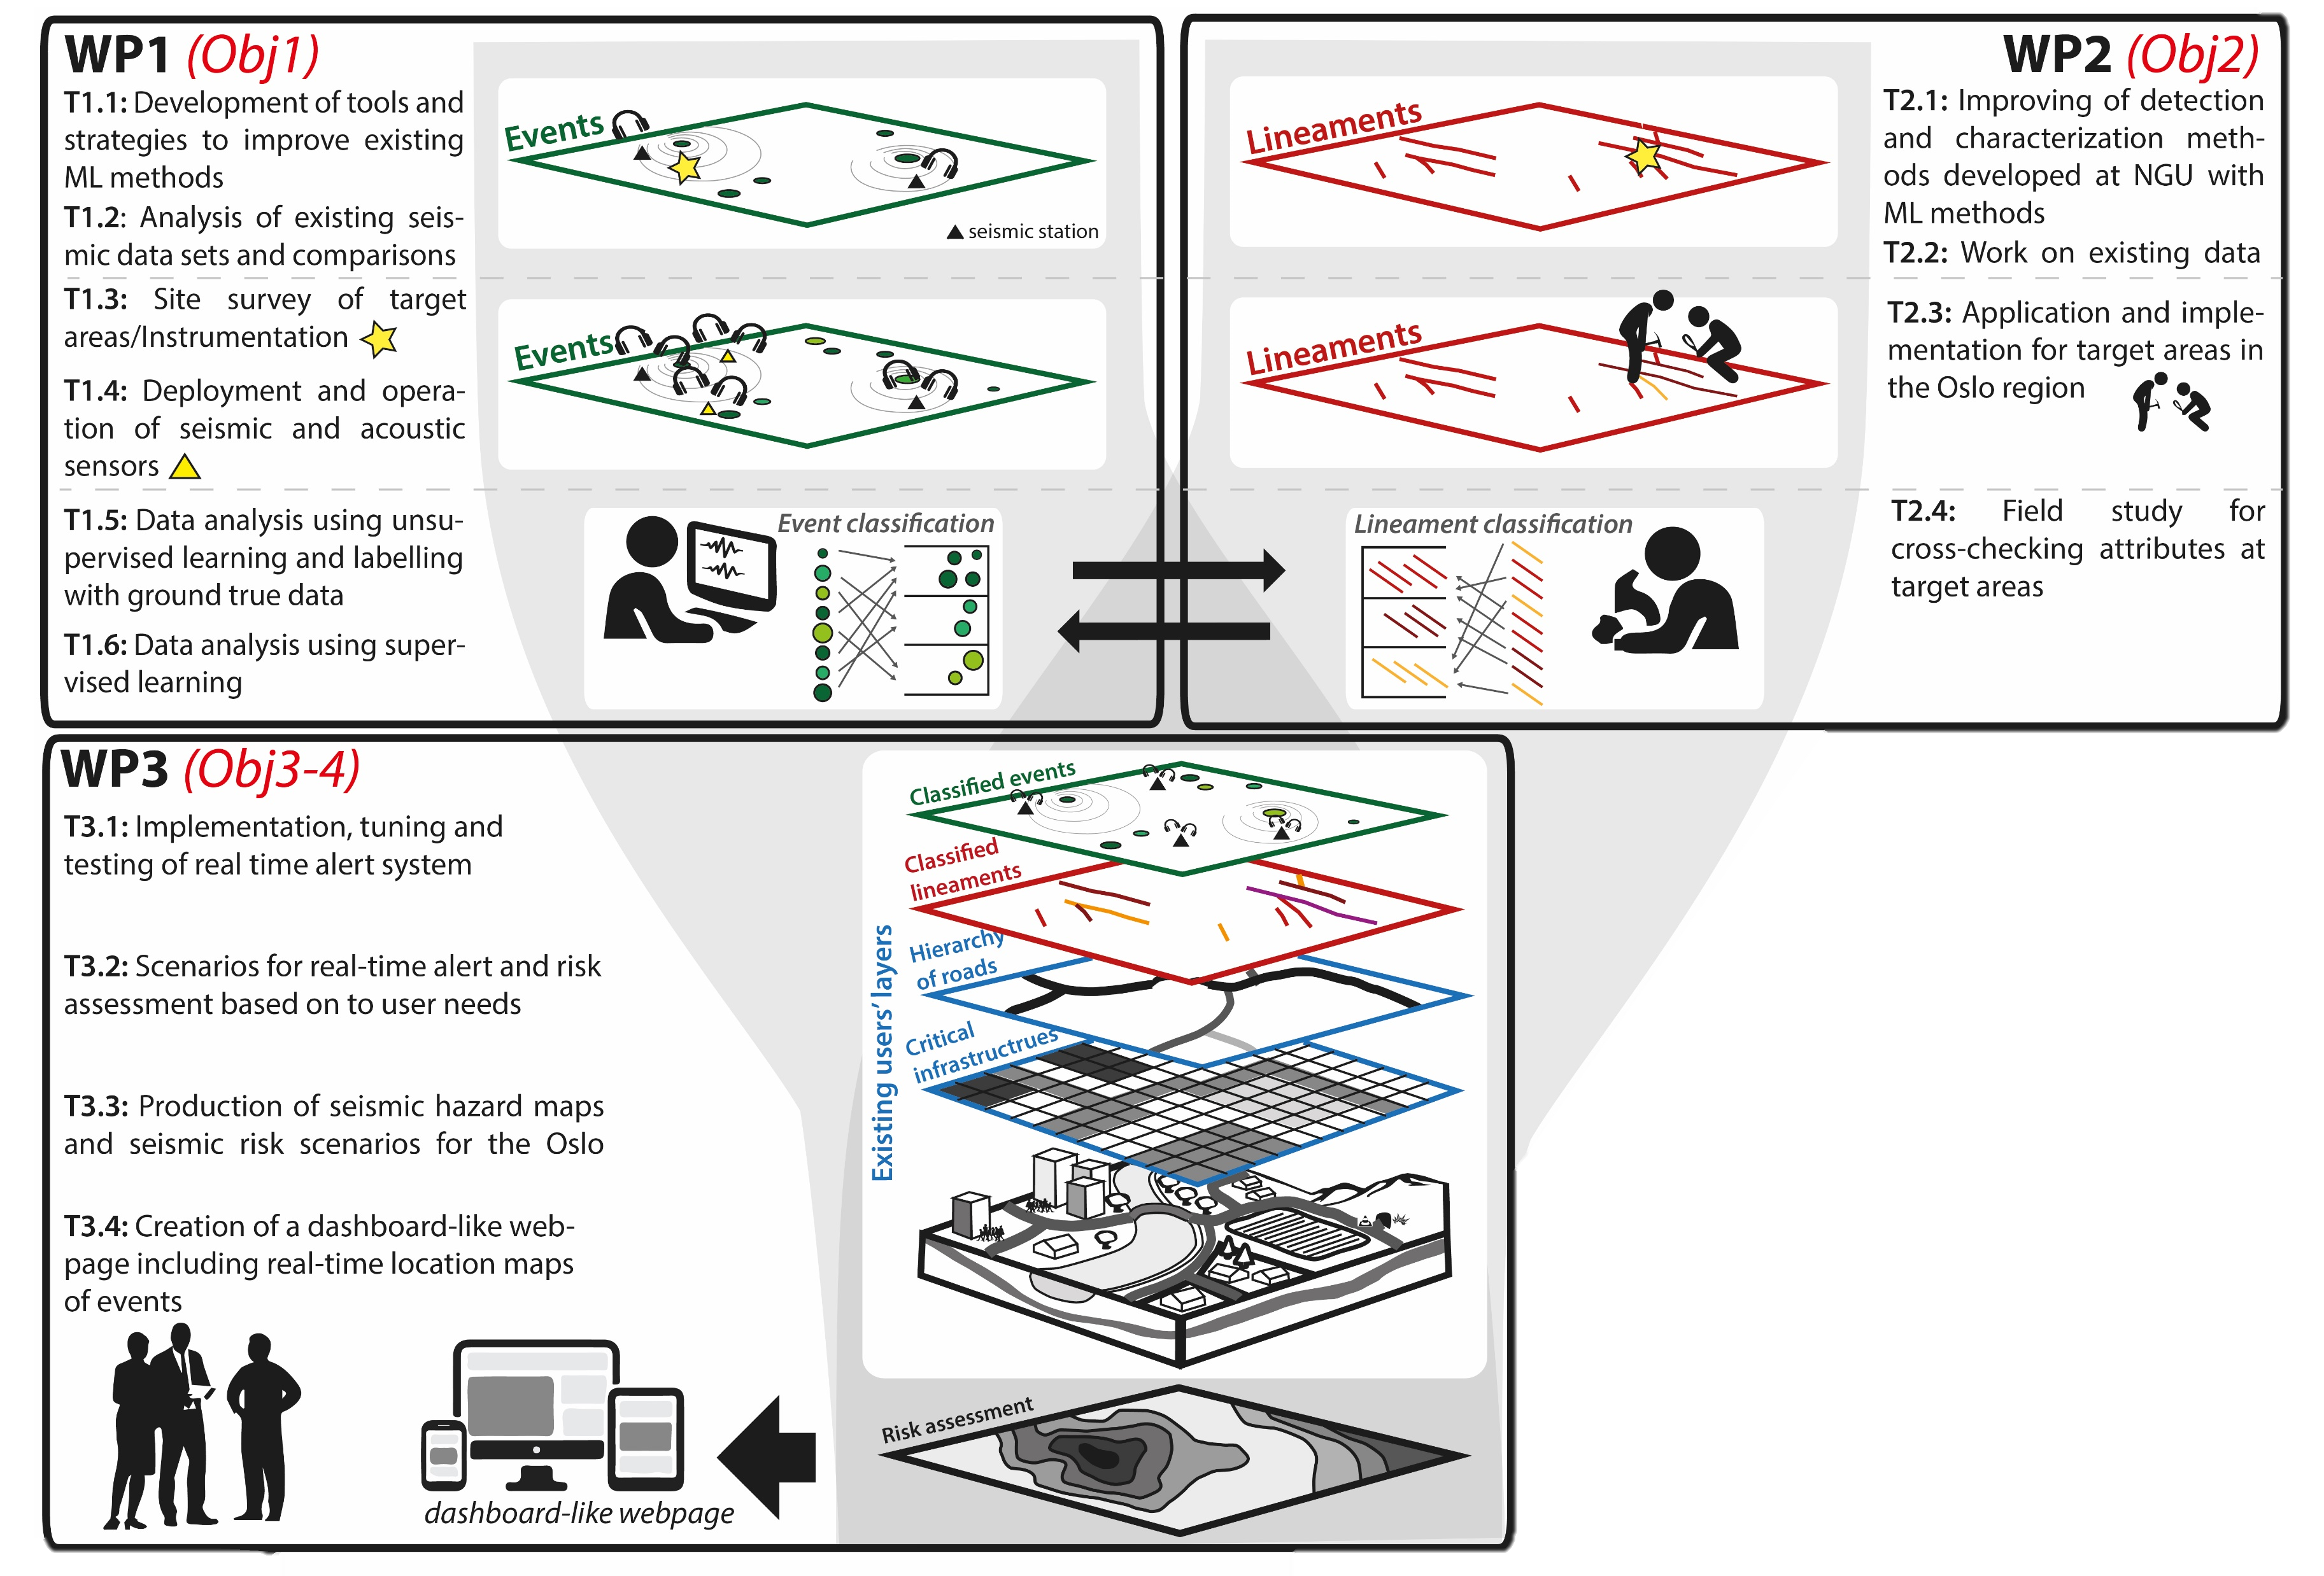 WP1 (Obj1)
T1.1: Development of tools and
strategies to improve existing
ML methods
T1.2: Analysis of existing seis-
mic data sets and comparisons
T1.3: Site survey of target
areas/Instrumentation
T1.4: Deployment and opera-
tion of seismic and acoustic
sensors
T1.5: Data analysis using unsu-
pervised learning and labelling
with ground true data
T1.6: Data analysis using super-
vised learning
Events
seismic station
Events
Event classification
WP2 (Obj2)
T2.1: Improving of detection
and characterization meth-
ods developed at NGU with
ML methods
T2.2: Work on existing data
T2.3: Application and imple-
mentation for target areas in
the Oslo region
T2.4: Field study for
cross-checking attributes at
target areas
Lineaments
Lineaments
Lineament classification
WP3 (Obj3-4)
T3.1: Implementation, tuning and
testing of real time alert system
T3.2: Scenarios for real-time alert and risk
assessment based on to user needs
T3.3: Production of seismic hazard maps
and seismic risk scenarios for the Oslo
T3.4: Creation of a dashboard-like web-
page including real-time location maps
of events
dashboard-like webpage
Classified events
Classified
lineaments
Existing users' layers
Hierarchy
of roads
Critical
infrastructrues
Risk assessment